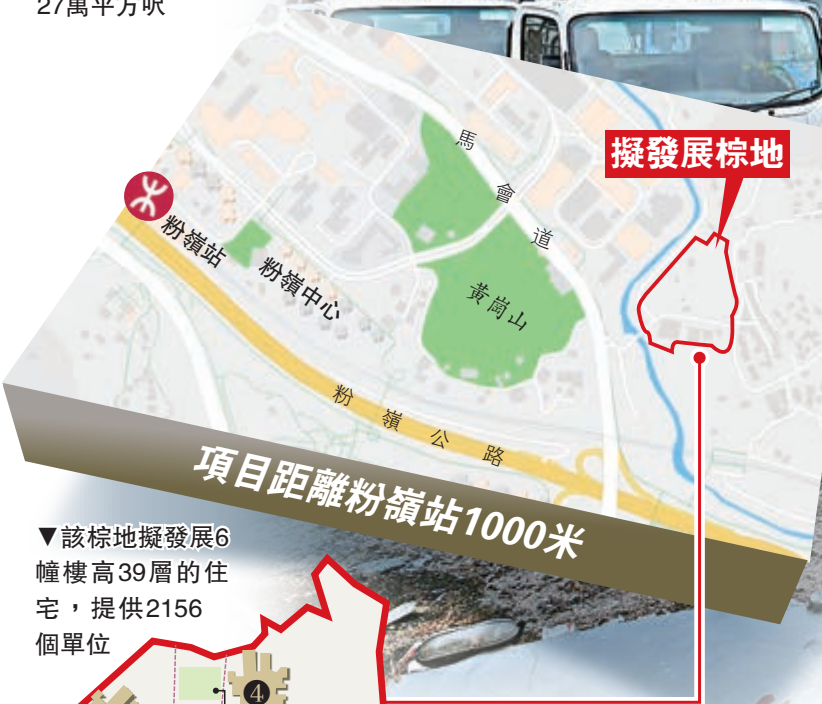 27萬平方呎
擬發展棕地
馬會道
粉嶺站
粉嶺中心
黃崗山
粉嶺公路
項目距離粉嶺站1000米
▼該棕地擬發展6
幢樓高39層的住
宅,提供2156
個單位
4